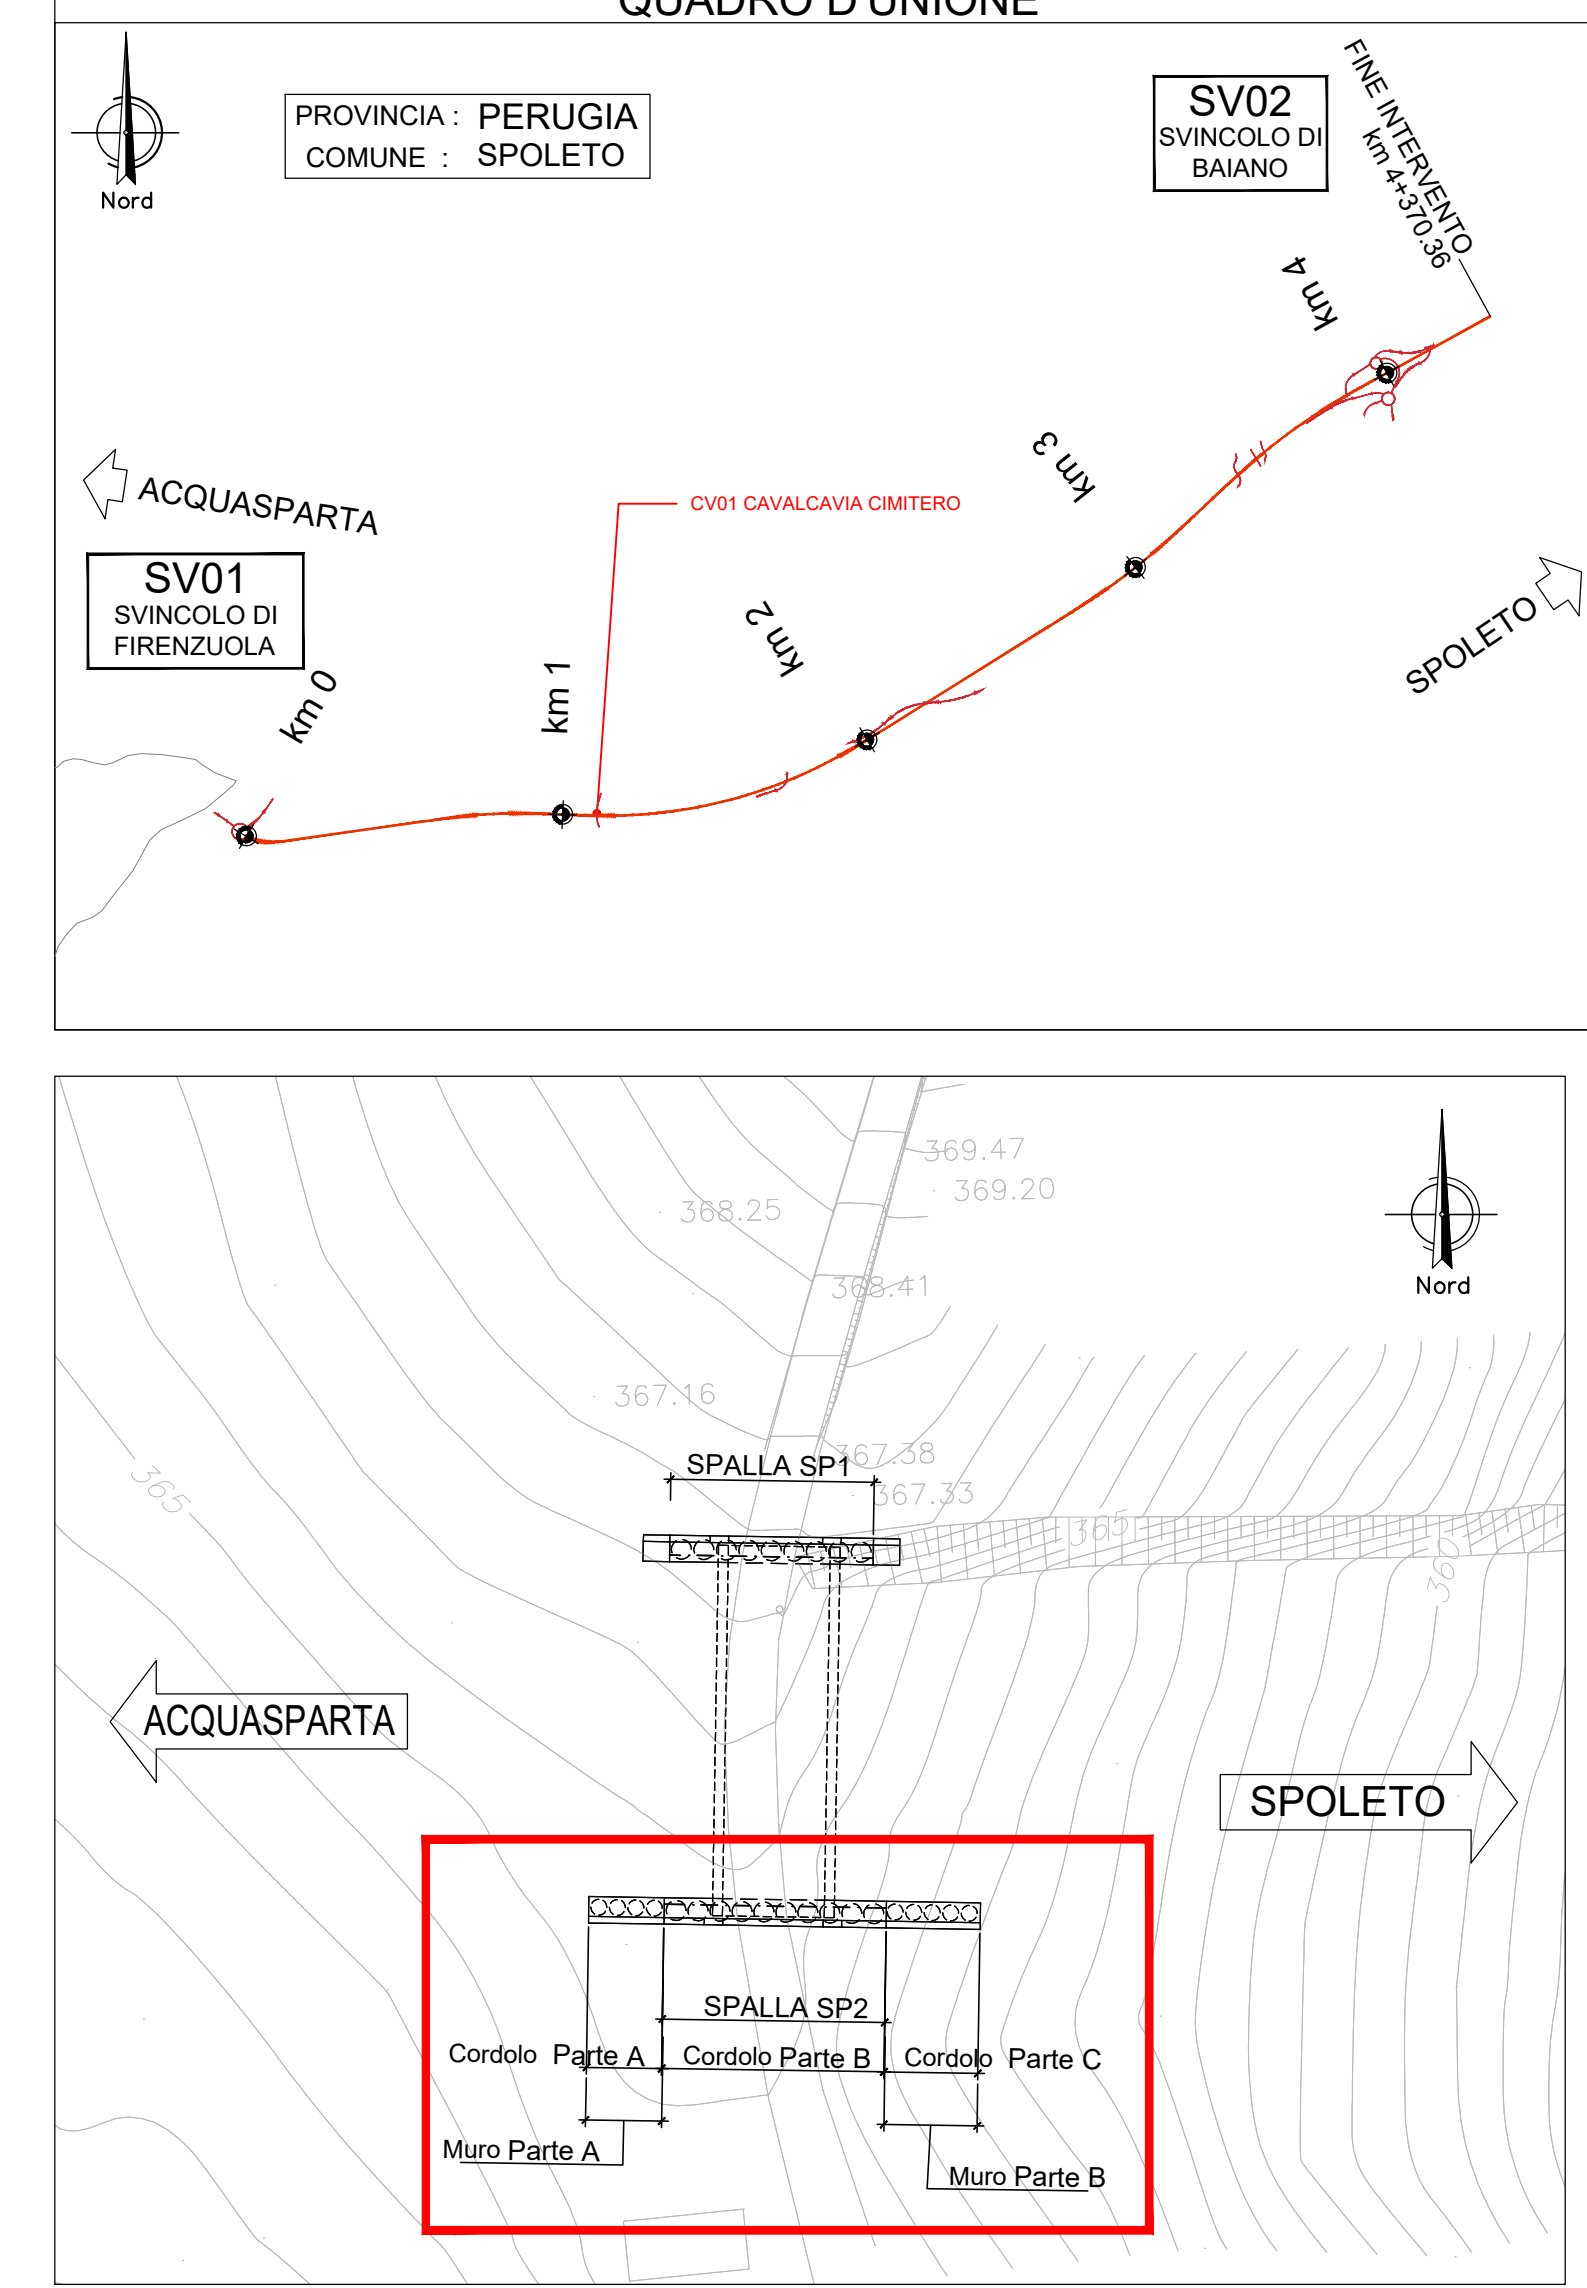 QUADRO D'UNIONE
Nord
PROVINCIA : PERUGIA
COMUNE : SPOLETO
SV02
SVINCOLO DI
BAIANO
FINE INTERVENTO
km 4+370.36
km 4
km 3
ACQUASPARTA
CV01 CAVALCAVIA CIMITERO
SV01
SVINCOLO DI
FIRENZUOLA
km 2
SPOLETO
km 1
km 0
369.47
369.20
368.25
Nord
368.41
367.16
367.38
SPALLA SP1
365
367.33
365
360
ACQUASPARTA
SPOLETO
SPALLA SP2
Cordolo Parte A
Cordolo Parte B
Cordolo Parte C
Muro Parte A
Muro Parte B